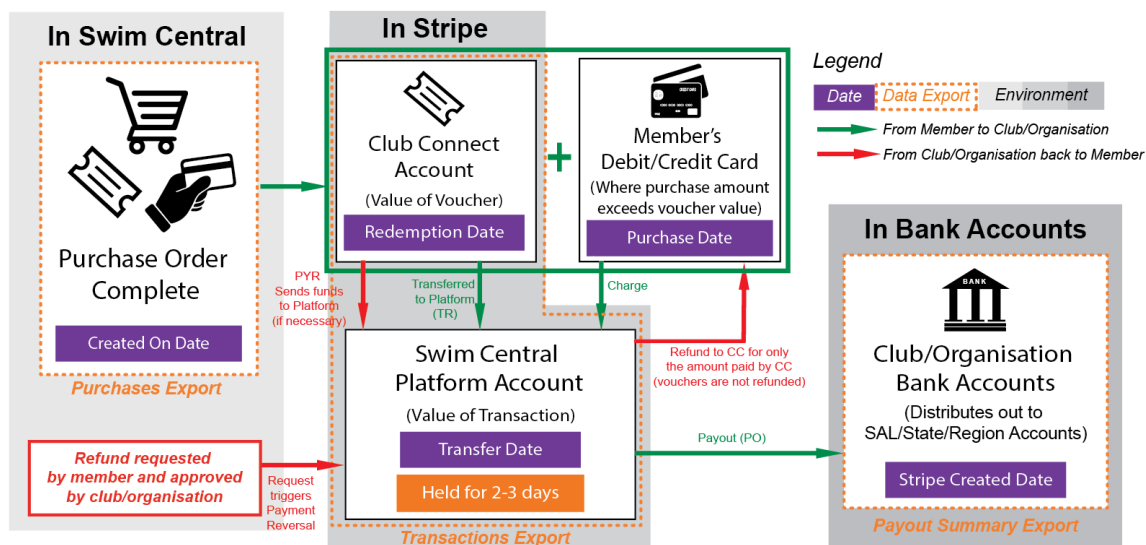 In Swim Central
Purchase Order
Complete
Created On Date
Purchases Export
Refund requested
by member and approved
by club/organisation
Request
triggers
Payment
Reversal
In Stripe
Club Connect
Account
(Value of Voucher)
Redemption Date
+
CREDIT CARD
Member's
Debit/Credit Card
(Where purchase amount
exceeds voucher value)
Purchase Date
PYR
Sends funds
to Platform
(if necessary)
Transferred
to Platform
(TR)
Charge
Refund to CC for only
the amount paid by CC
(vouchers are not refunded)
Swim Central
Platform Account
(Value of Transaction)
Transfer Date
Held for 2-3 days
Transactions Export
Payout (PO)
Legend
Date
Data Export
Environment
From Member to Club/Organisation
From Club/Organisation back to Member
In Bank Accounts
BANK
Club/Organisation
Bank Accounts
(Distributes out to
SAL/State/Region Accounts)
Stripe Created Date
Payout Summary Export